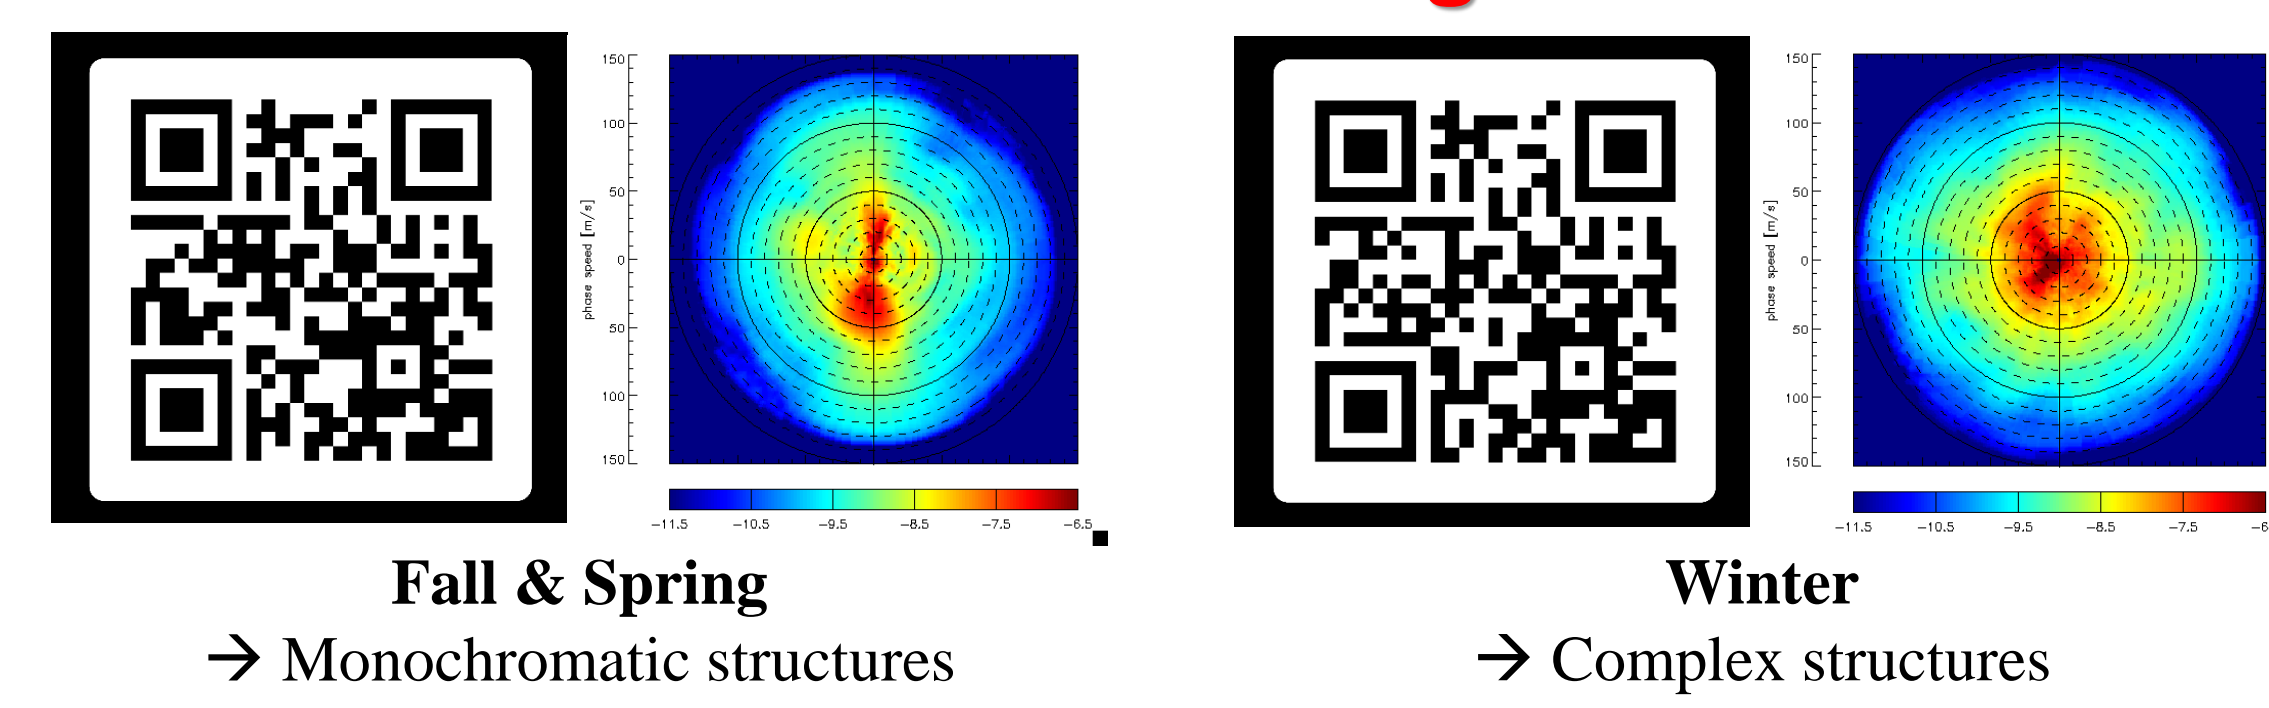 150
100
50
0
50
100
150
phase speed [m/s]
-11.5 -10.5 -9.5 -8.5 -7.5 -6.5
150
100
50
0
50
100
150
phase speed [m/s]
-11.5 -10.5 -9.5 -8.5 -7.5 -6
Fall & Spring
→ Monochromatic structures
Winter
→ Complex structures